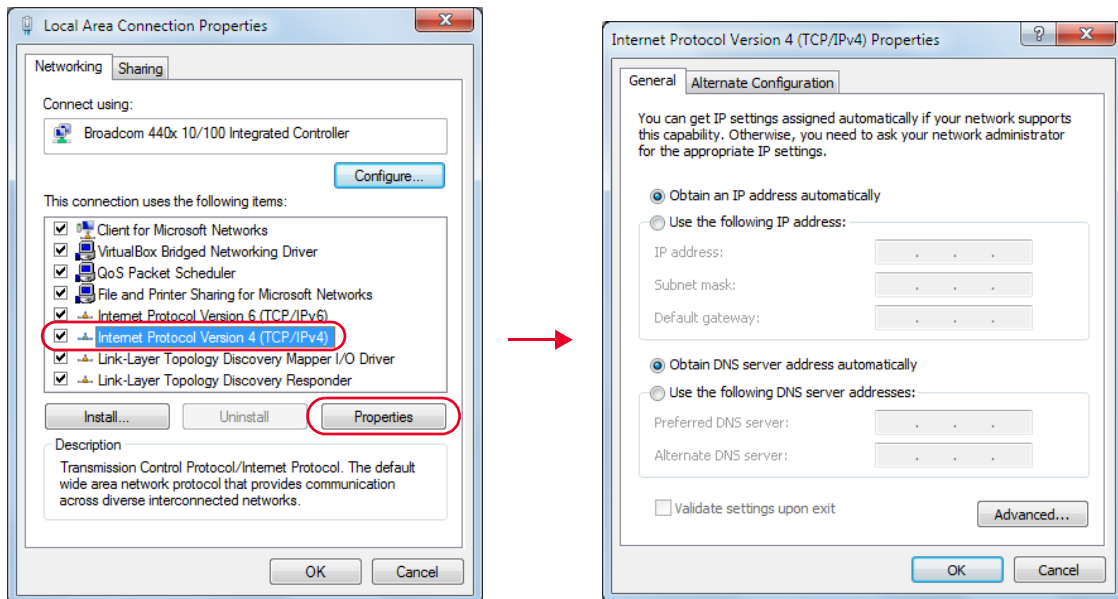 Local Area Connection Properties
Networking
Sharing
Connect using:
Broadcom 440x 10/100 Integrated Controller
Configure...
This connection uses the following items:
Client for Microsoft Networks
VirtualBox Bridged Networking Driver
QoS Packet Scheduler
File and Printer Sharing for Microsoft Networks
Internet Protocol Version 6 (TCP/IPv6)
Internet Protocol Version 4 (TCP/IPv4)
Link-Layer Topology Discovery Mapper I/O Driver
Link-Layer Topology Discovery Responder
Install...
Uninstall
Properties
Description
Transmission Control Protocol/Internet Protocol. The default
wide area network protocol that provides communication
across diverse interconnected networks.
OK
Cancel
Internet Protocol Version 4 (TCP/IPv4) Properties
General
Alternate Configuration
You can get IP settings assigned automatically if your network supports
this capability. Otherwise, you need to ask your network administrator
for the appropriate IP settings.
Obtain an IP address automatically
Use the following IP address:
IP address:
Subnet mask:
Default gateway:
Obtain DNS server address automatically
Use the following DNS server addresses:
Preferred DNS server:
Alternate DNS server:
Validate settings upon exit
Advanced...
OK
Cancel